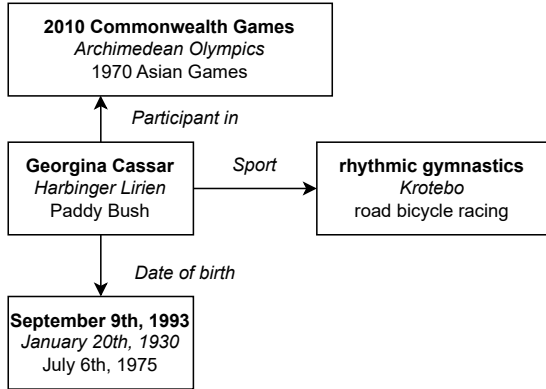 2010 Commonwealth Games
Archimedean Olympics
1970 Asian Games
Participant in
Georgina Cassar
Harbinger Lirien
Paddy Bush
Sport
rhythmic gymnastics
Krotebo
road bicycle racing
Date of birth
September 9th, 1993
January 20th, 1930
July 6th, 1975